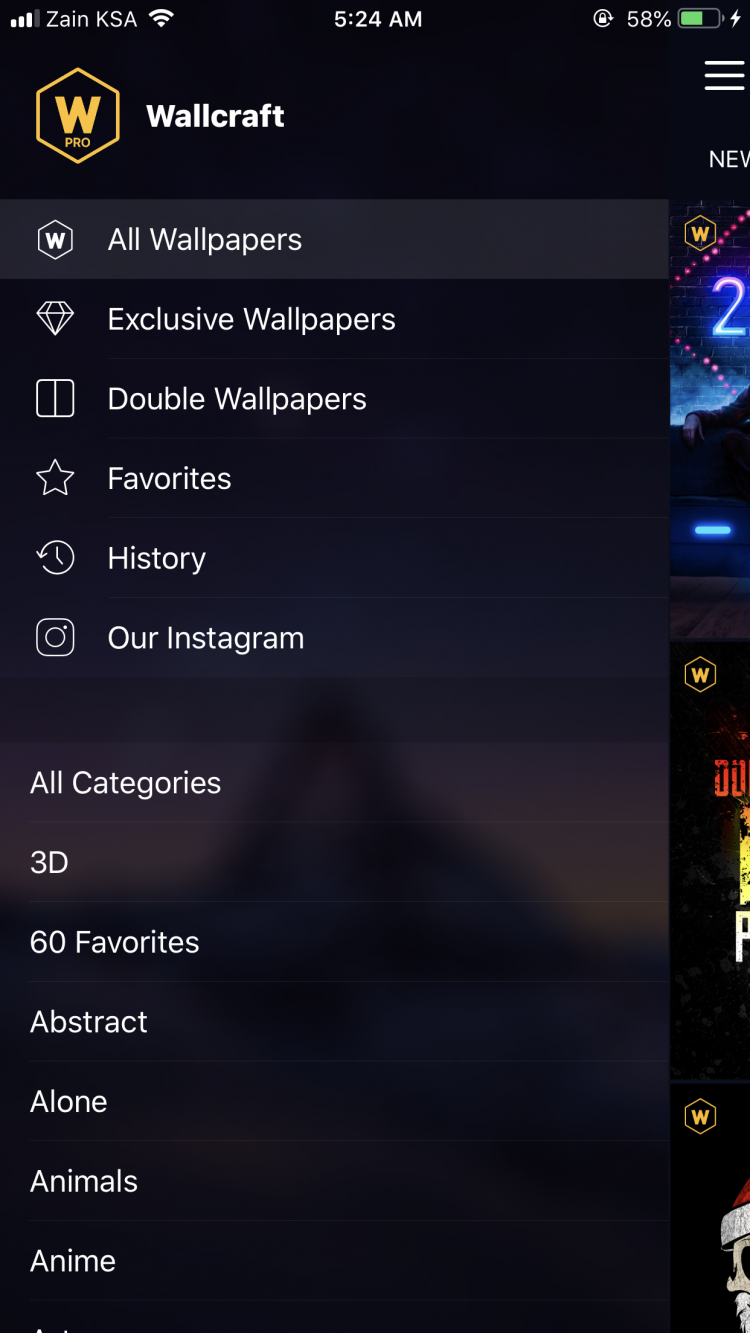 Zain KSA 5:24 AM 58%
W
PRO
Wallcraft
NEW
W All Wallpapers
Exclusive Wallpapers
Double Wallpapers
Favorites
History
Our Instagram
All Categories
3D
60 Favorites
Abstract
Alone
Animals
Anime
W
2
W
W